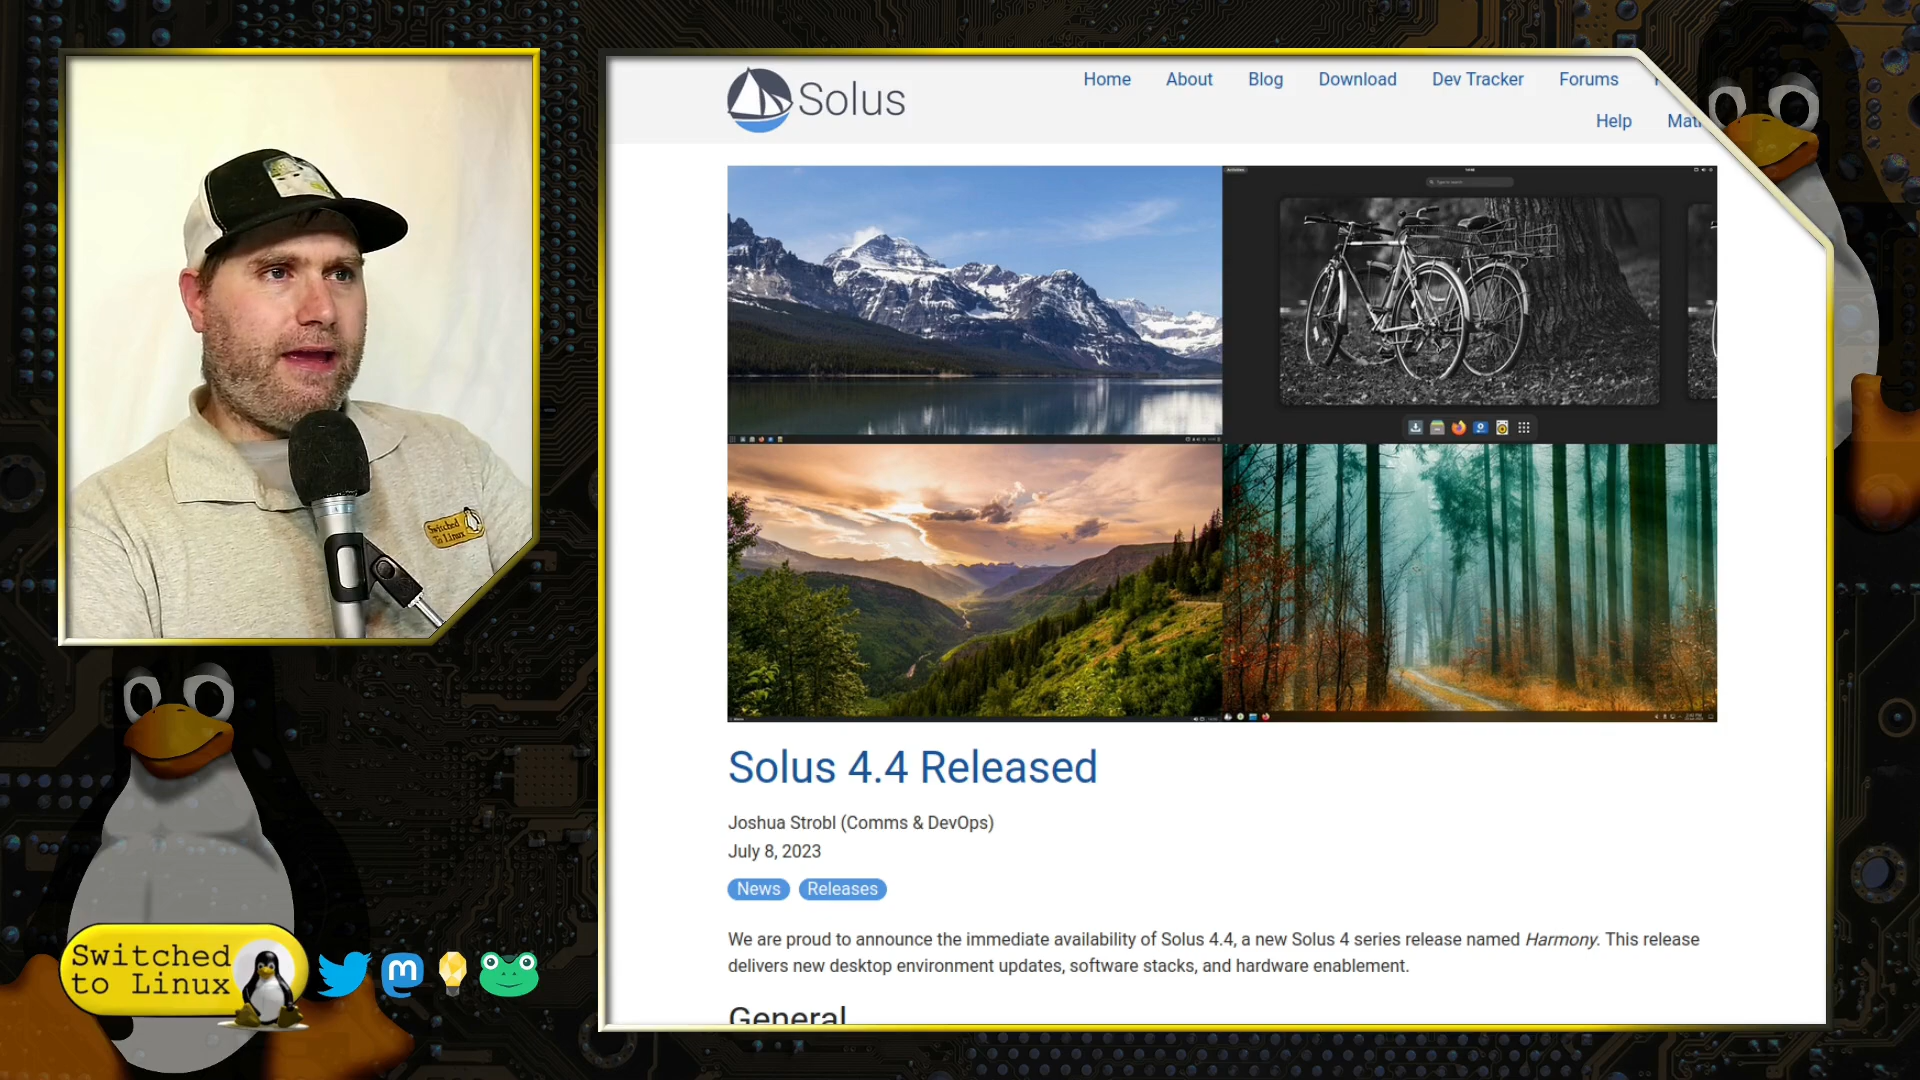 Solus
Home About Blog Download Dev Tracker Forums
Help
Solus 4.4 Released
Joshua Strobl (Comms & DevOps)
July 8, 2023
News Releases
We are proud to announce the immediate availability of Solus 4.4, a new Solus 4 series release named Harmony. This release
delivers new desktop environment updates, software stacks, and hardware enablement.
General
Switched
To Linux
Switched
to Linux